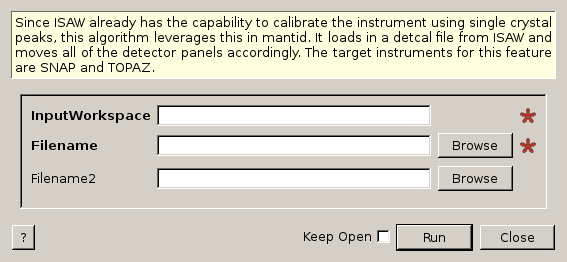 Since ISAW already has the capability to calibrate the instrument using single crystal
peaks, this algorithm leverages this in mantid. It loads in a detcal file from ISAW and
moves all of the detector panels accordingly. The target instruments for this feature
are SNAP and TOPAZ.
InputWorkspace *
Filename Browse *
Filename2 Browse
? Keep Open Run Close